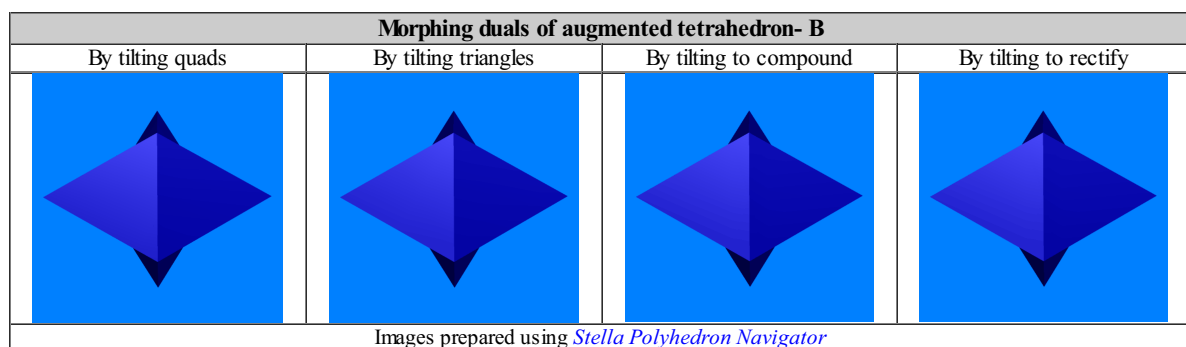 Morphing duals of augmented tetrahedron- B
By tilting quads By tilting triangles By tilting to compound By tilting to rectify
Images prepared using Stella Polyhedron Navigator